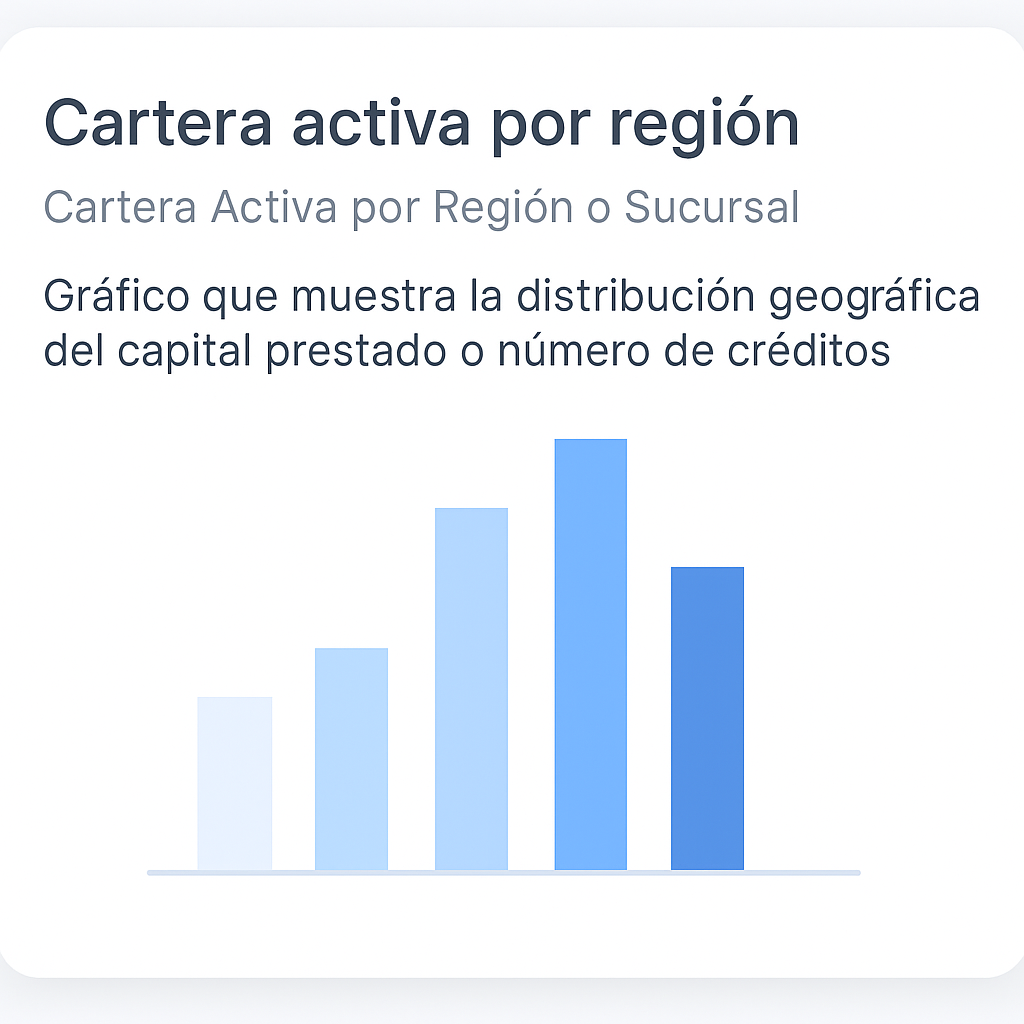 Cartera activa por región
Cartera Activa por Región o Sucursal
Gráfico que muestra la distribución geográfica
del capital prestado o número de créditos